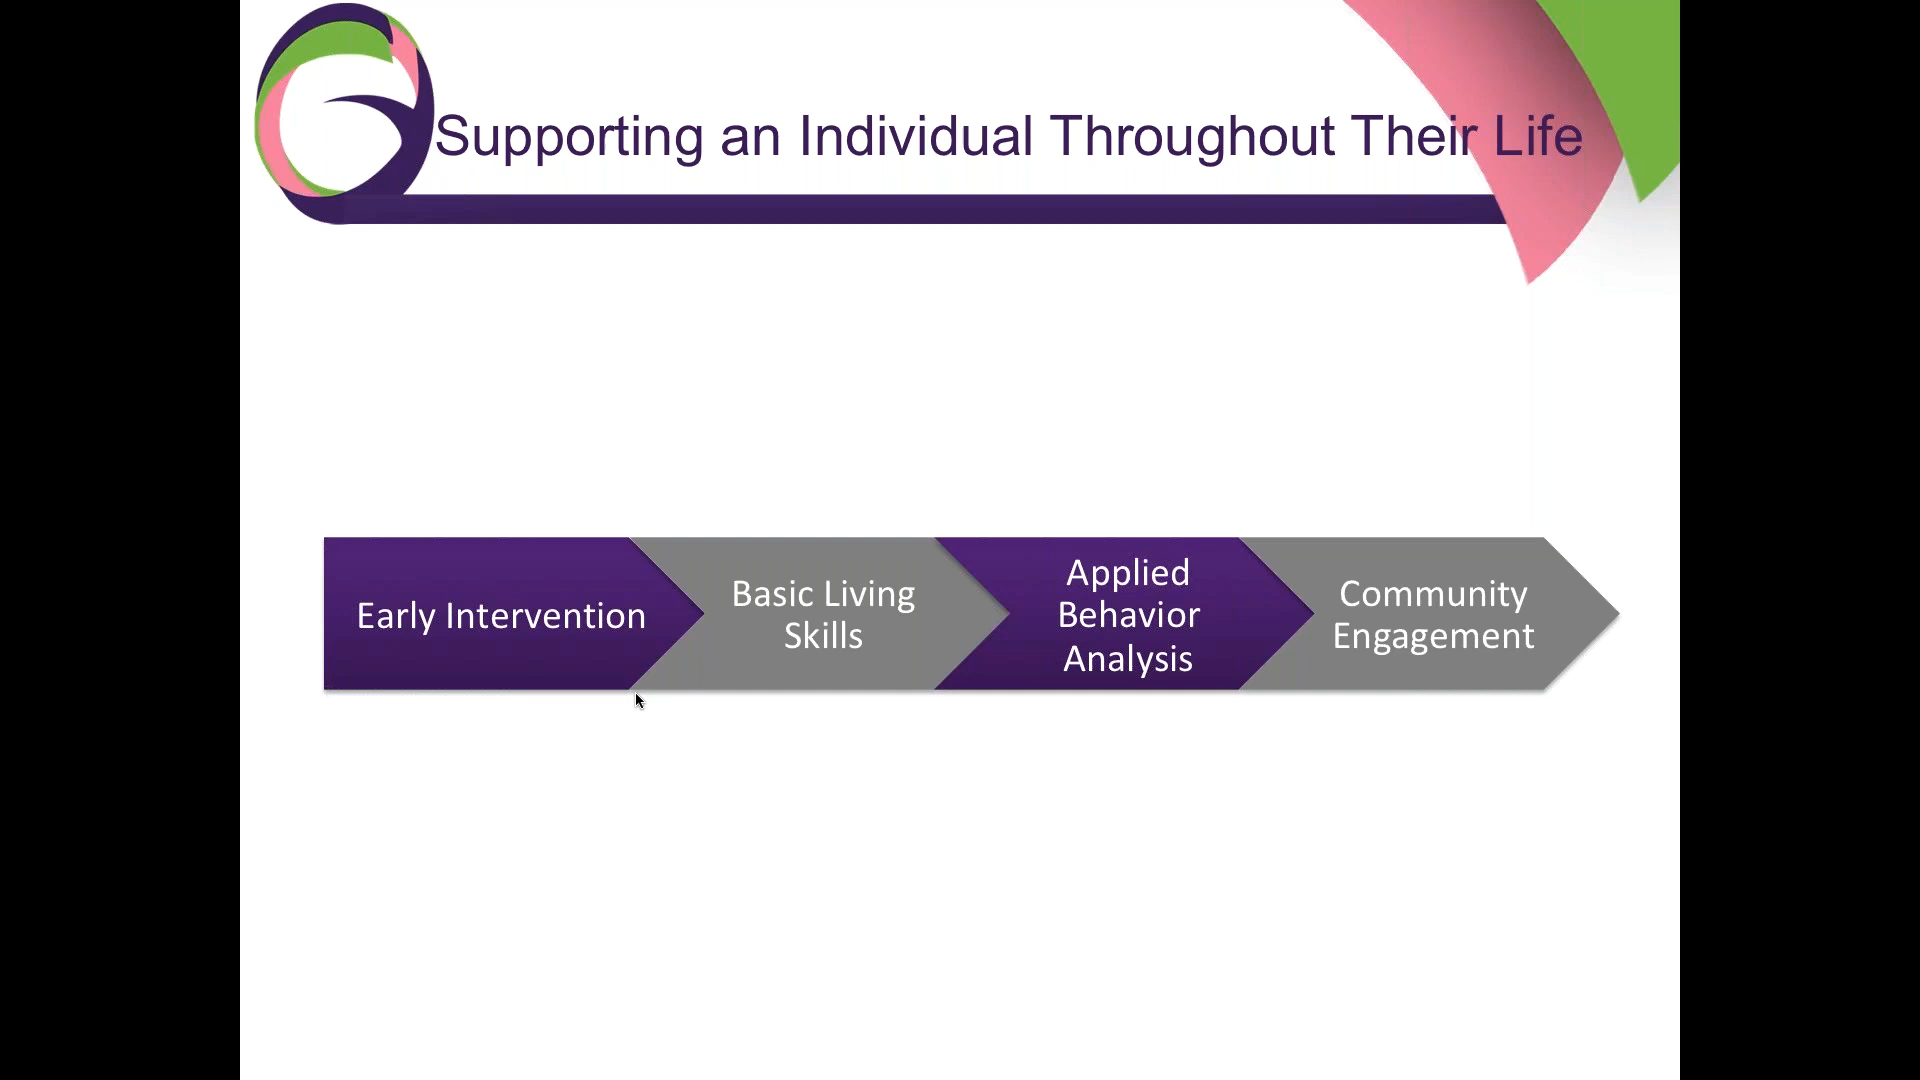 Supporting an Individual Throughout Their Life
Early Intervention
Basic Living
Skills
Applied
Behavior
Analysis
Community
Engagement